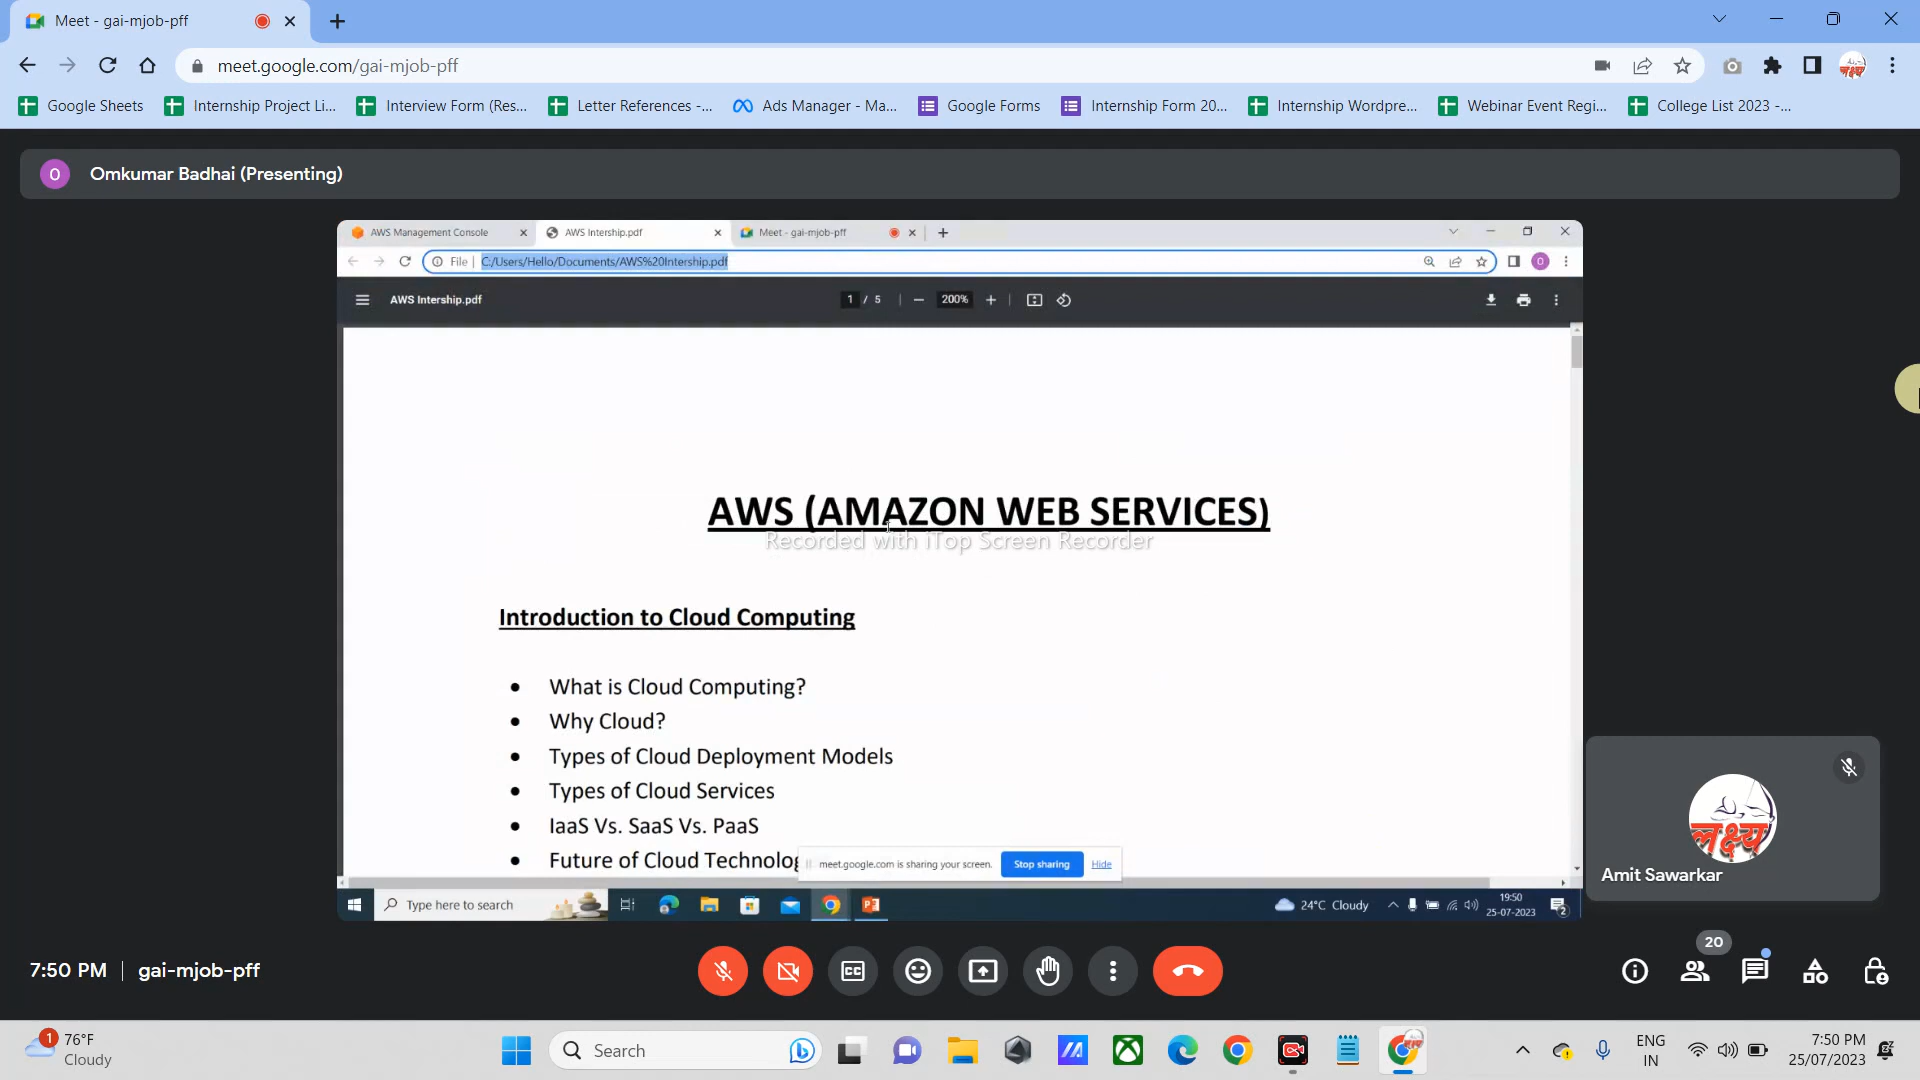 Meet - gai-mjob-pff
meet.google.com/gai-mjob-pff
Google Sheets
Internship Project Li...
Interview Form (Res...
Letter References -...
Ads Manager - Ma...
Google Forms
Internship Form 20...
Internship Wordpre...
Webinar Event Regi...
College List 2023 -...
O
Omkumar Badhai (Presenting)
AWS Management Console
AWS Intership.pdf
Meet - gai-mjob-pff
File | C:/Users/Hello/Documents/AWS%20Intership.pdf
O
AWS Intership.pdf
1 / 5
200%
AWS (AMAZON WEB SERVICES)
Recorded with iTop Screen Recorder
Introduction to Cloud Computing
• What is Cloud Computing?
• Why Cloud?
• Types of Cloud Deployment Models
• Types of Cloud Services
• IaaS Vs. SaaS Vs. PaaS
• Future of Cloud Technolog
meet.google.com is sharing your screen.
Stop sharing
Hide
Type here to search
24°C Cloudy
19:50
25-07-2023
2
लक्ष्य
Amit Sawarkar
7:50 PM | gai-mjob-pff
20
1
76°F
Cloudy
Search
ENG
IN
7:50 PM
25/07/2023